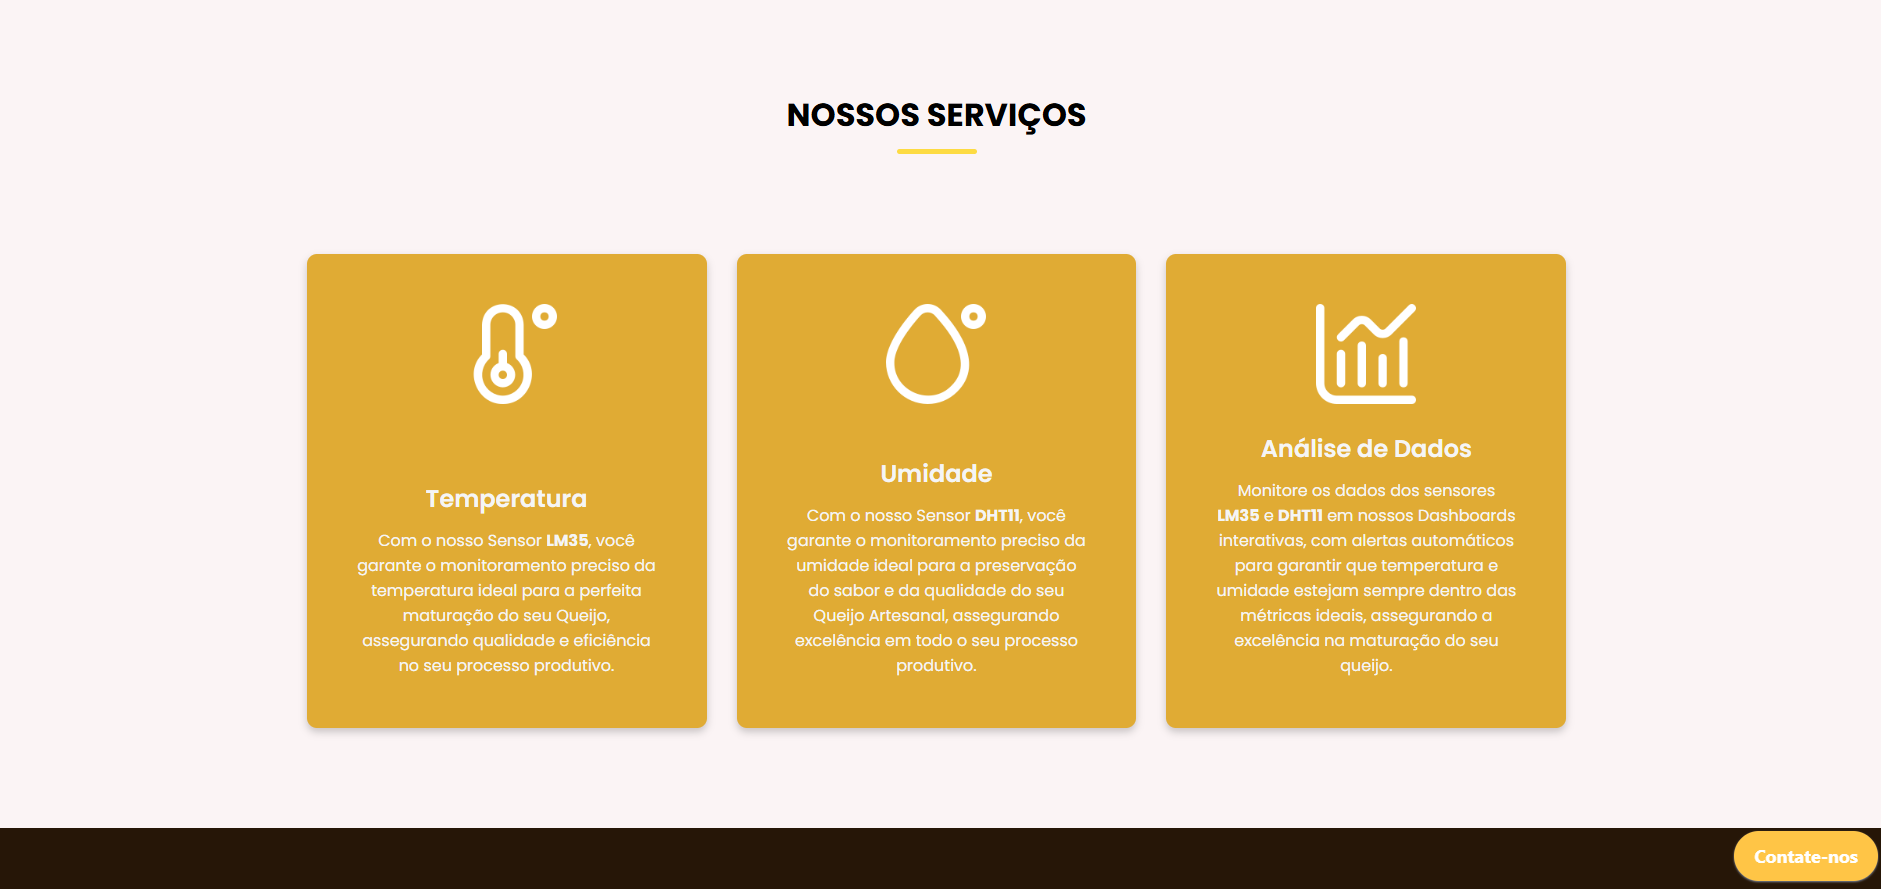 NOSSOS SERVIÇOS
Temperatura
Com o nosso Sensor LM35, você
garante o monitoramento preciso da
temperatura ideal para a perfeita
maturação do seu Queijo,
assegurando qualidade e eficiência
no seu processo produtivo.
Umidade
Com o nosso Sensor DHT11, você
garante o monitoramento preciso da
umidade ideal para a preservação
do sabor e da qualidade do seu
Queijo Artesanal, assegurando
excelência em todo o seu processo
produtivo.
Análise de Dados
Monitore os dados dos sensores
LM35 e DHT11 em nossos Dashboards
interativas, com alertas automáticos
para garantir que temperatura e
umidade estejam sempre dentro das
métricas ideais, assegurando a
excelência na maturação do seu
queijo.
Contate-nos